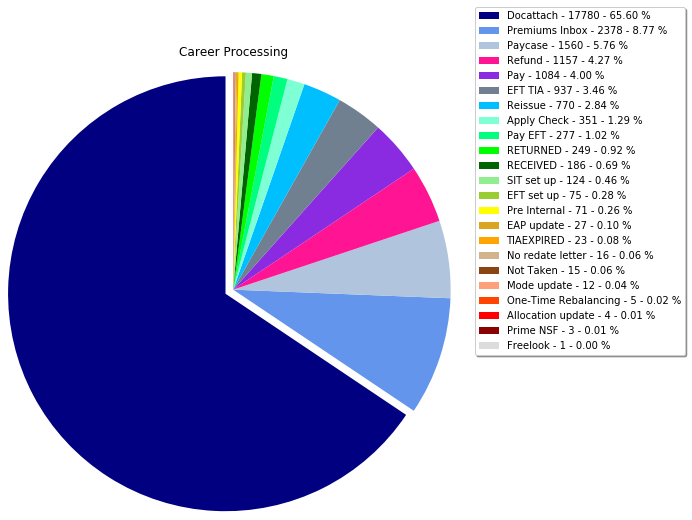 Career Processing
Docattach - 17780 - 65.60 %
Premiums Inbox - 2378 - 8.77 %
Paycase - 1560 - 5.76 %
Refund - 1157 - 4.27 %
Pay - 1084 - 4.00 %
EFT TIA - 937 - 3.46 %
Reissue - 770 - 2.84 %
Apply Check - 351 - 1.29 %
Pay EFT - 277 - 1.02 %
RETURNED - 249 - 0.92 %
RECEIVED - 186 - 0.69 %
SIT set up - 124 - 0.46 %
EFT set up - 75 - 0.28 %
Pre Internal - 71 - 0.26 %
EAP update - 27 - 0.10 %
TIAEXPIRED - 23 - 0.08 %
No redate letter - 16 - 0.06 %
Not Taken - 15 - 0.06 %
Mode update - 12 - 0.04 %
One-Time Rebalancing - 5 - 0.02 %
Allocation update - 4 - 0.01 %
Prime NSF - 3 - 0.01 %
Freelook - 1 - 0.00 %